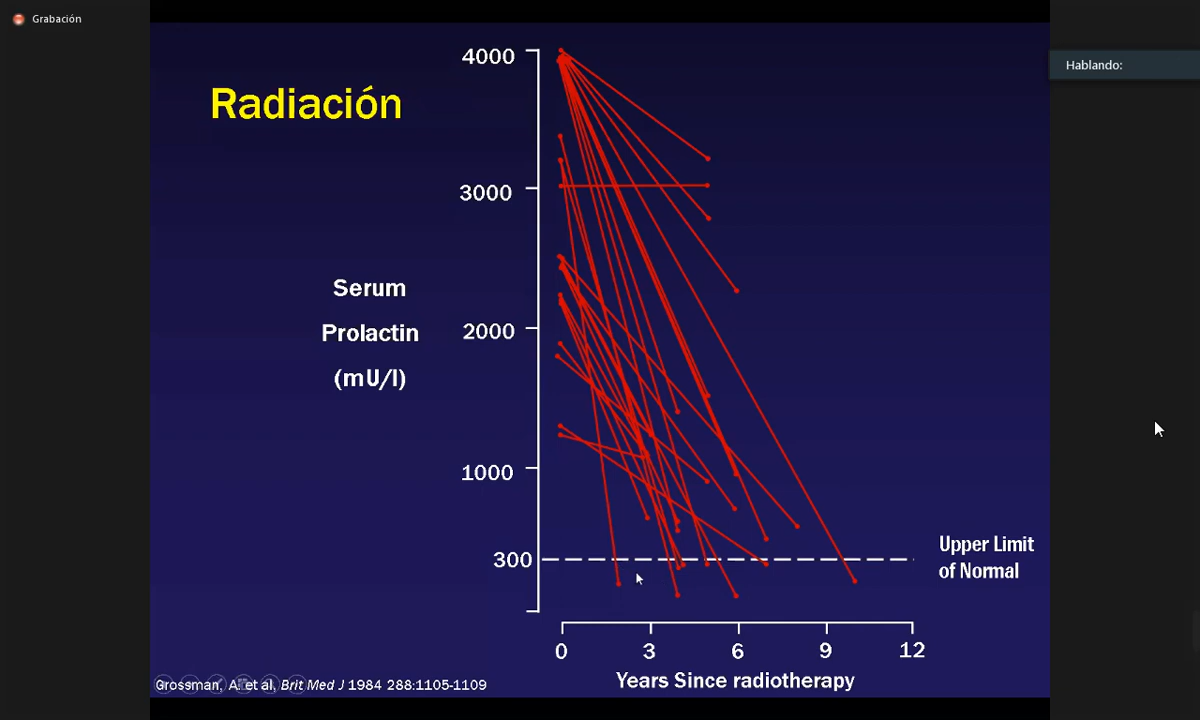 Grabación
Hablando:
Radiación
4000
3000
2000
1000
300
Serum
Prolactin
(mU/l)
Upper Limit
of Normal
0 3 6 9 12
Years Since radiotherapy
Grossman, A. et al, Brit Med J 1984 288:1105-1109